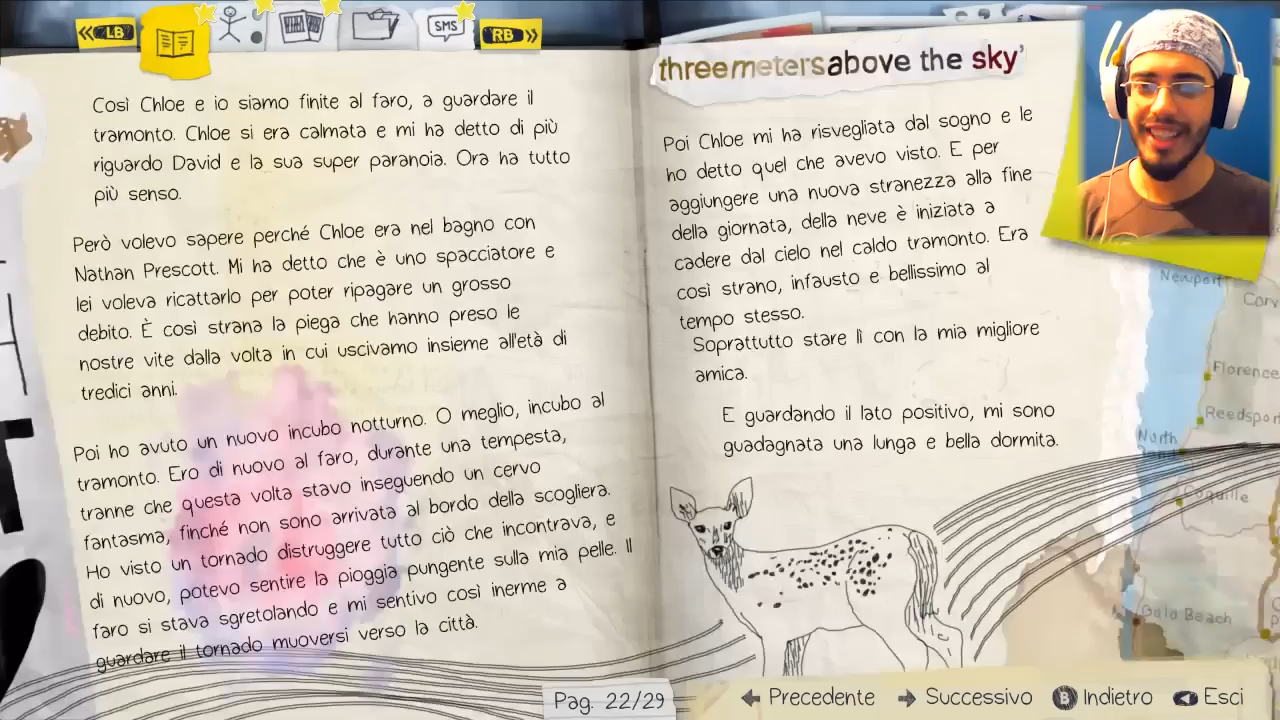 LB
SMS
RB
Così Chloe e io siamo finite al faro, a guardare il
tramonto. Chloe si era calmata e mi ha detto di più
riguardo David e la sua super paranoia. Ora ha tutto
più senso.
Però volevo sapere perché Chloe era nel bagno con
Nathan Prescott. Mi ha detto che è uno spacciatore e
lei voleva ricattarlo per poter ripagare un grosso
debito. È così strana la piega che hanno preso le
nostre vite dalla volta in cui uscivamo insieme all'età di
tredici anni.
Poi ho avuto un nuovo incubo notturno. O meglio, incubo al
tramonto. Ero di nuovo al faro, durante una tempesta,
tranne che questa volta stavo inseguendo un cervo
fantasma, finché non sono arrivata al bordo della scogliera.
Ho visto un tornado distruggere tutto ciò che incontrava, e
di nuovo, potevo sentire la pioggia pungente sulla mia pelle. Il
faro si stava sgretolando e mi sentivo così inerme a
guardare il tornado muoversi verso la città.
three meters above the sky'
Poi Chloe mi ha risvegliata dal sogno e le
ho detto quel che avevo visto. E per
aggiungere una nuova stranezza alla fine
della giornata, della neve è iniziata a
cadere dal cielo nel caldo tramonto. Era
così strano, infausto e bellissimo al
tempo stesso.
Soprattutto stare lì con la mia migliore
amica.
E guardando il lato positivo, mi sono
guadagnata una lunga e bella dormita.
Newport
Corv
Florence
Reedsport
North
Coquille
Gold Beach
Pag. 22/29
Precedente
Successivo
B Indietro
Esci